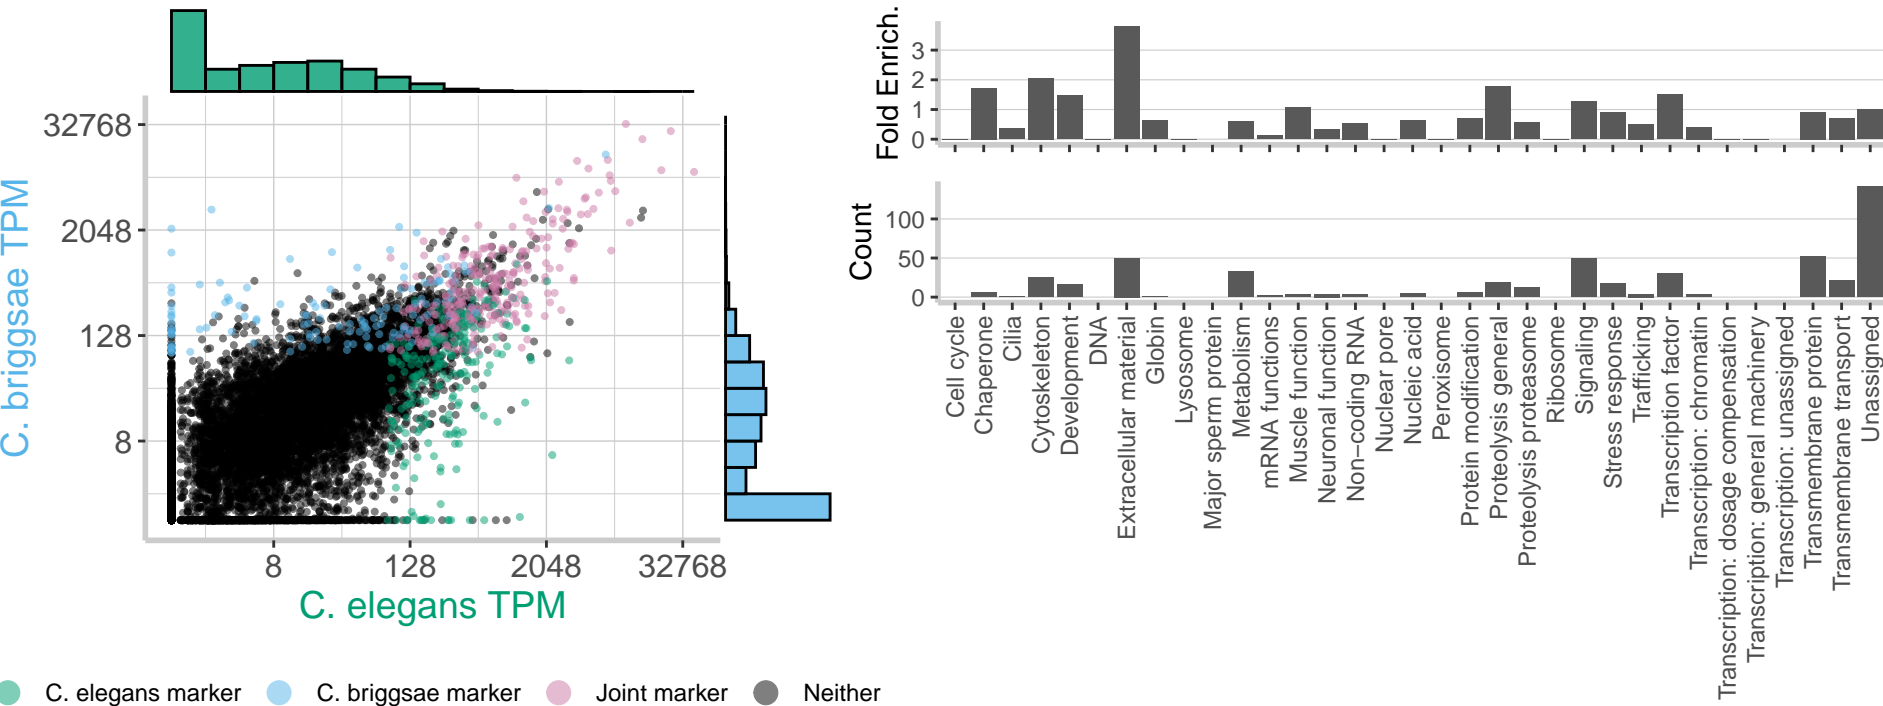 32768
2048
128
8
C. briggsae TPM
8
128
2048
32768
C. elegans TPM
C. elegans marker
C. briggsae marker
Joint marker
Neither
Fold Enrich.
3
2
1
0
Count
100
50
0
Cell cycle
Chaperone
Cilia
Cytoskeleton
Development
DNA
Extracellular material
Globin
Lysosome
Major sperm protein
Metabolism
mRNA functions
Muscle function
Neuronal function
Non−coding RNA
Nuclear pore
Nucleic acid
Peroxisome
Protein modification
Proteolysis general
Proteolysis proteasome
Ribosome
Signaling
Stress response
Trafficking
Transcription factor
Transcription: chromatin
Transcription: dosage compensation
Transcription: general machinery
Transcription: unassigned
Transmembrane protein
Transmembrane transport
Unassigned